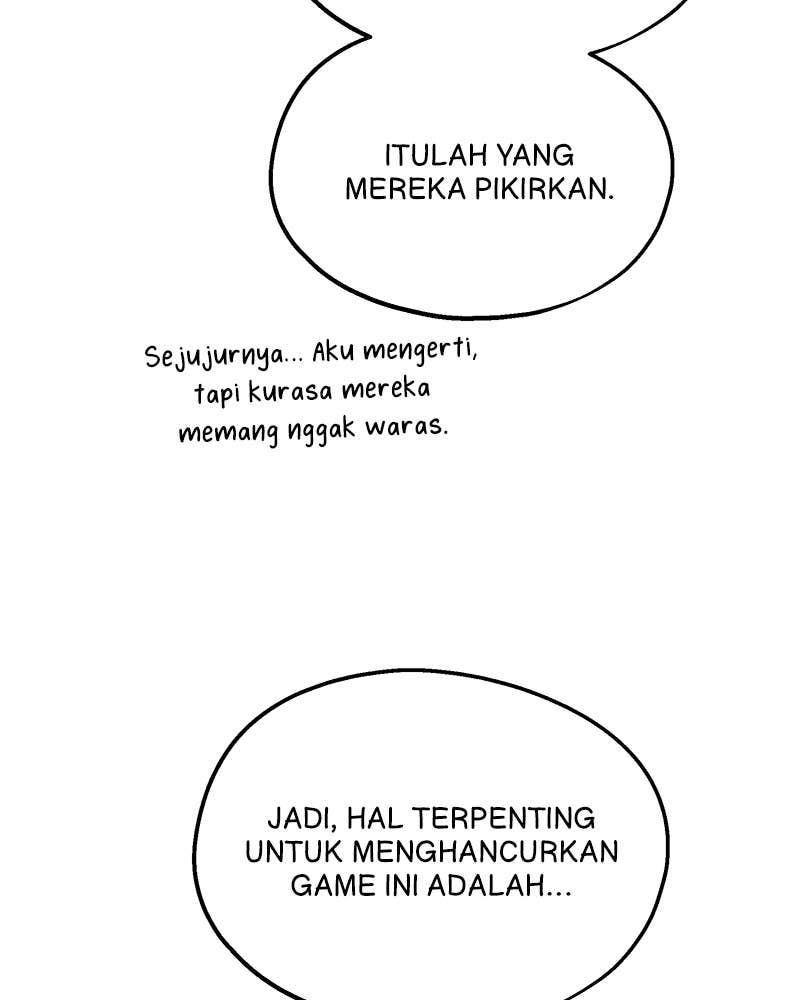 ITULAH YANG
MEREKA PIKIRKAN.
Sejujurnya... Aku mengerti,
tapi kurasa mereka
memang nggak waras.
JADI, HAL TERPENTING
UNTUK MENGHANCURKAN
GAME INI ADALAH...